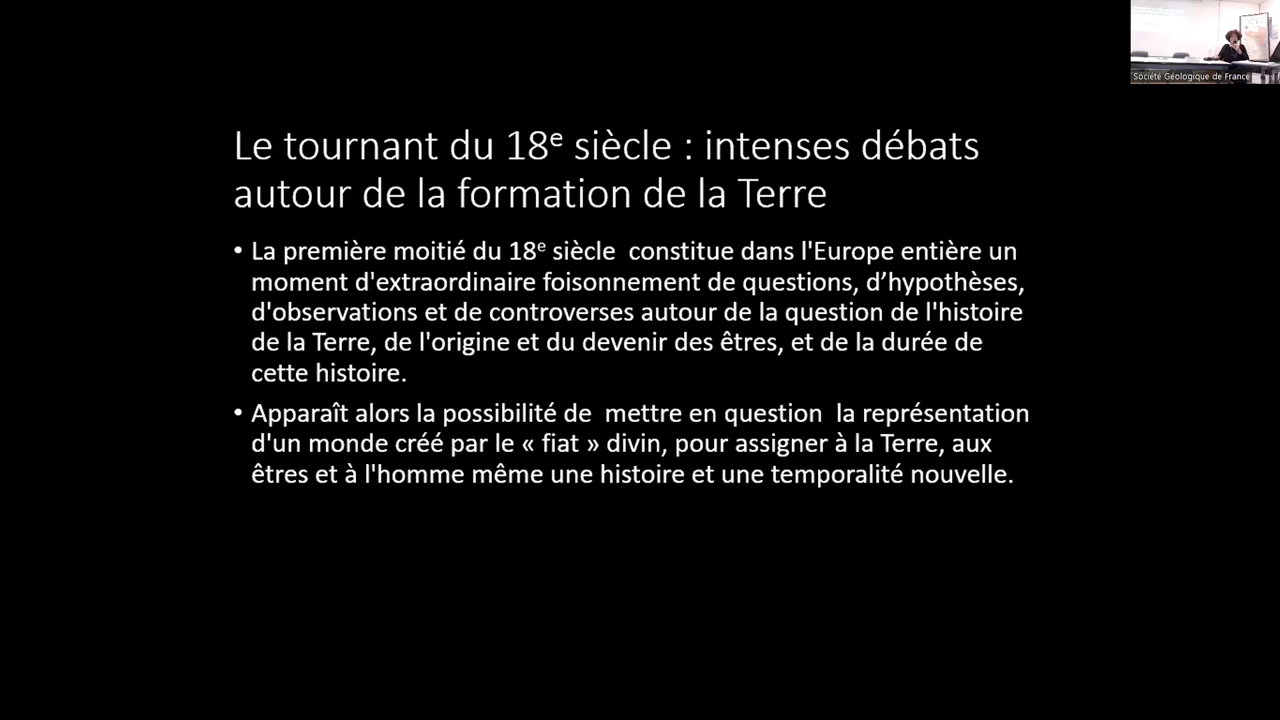 Société Géologique de France
Le tournant du 18e siècle : intenses débats
autour de la formation de la Terre
• La première moitié du 18e siècle  constitue dans l'Europe entière un
moment d'extraordinaire foisonnement de questions, d’hypothèses,
d'observations et de controverses autour de la question de l'histoire
de la Terre, de l'origine et du devenir des êtres, et de la durée de
cette histoire.
• Apparaît alors la possibilité de  mettre en question  la représentation
d'un monde créé par le « fiat » divin, pour assigner à la Terre, aux
êtres et à l'homme même une histoire et une temporalité nouvelle.